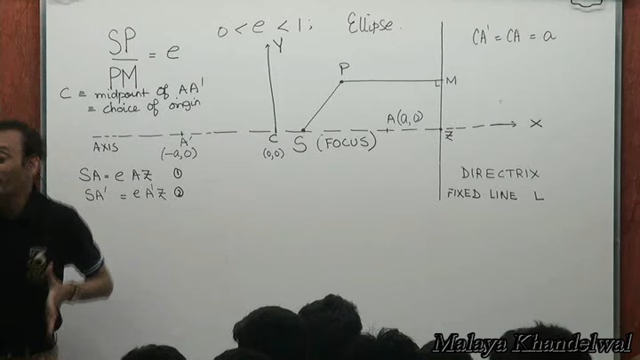 SP/PM = e
0 < e < 1; Ellipse.
CA' = CA = a
C = midpoint of AA'
= choice of origin
Y
P
M
A(a,0)
X
AXIS
A'
(-a,0)
C
(0,0)
S (FOCUS)
Z
SA = e AZ ①
SA' = e A'Z ②
DIRECTRIX
FIXED LINE L
Malaya Khandelwal